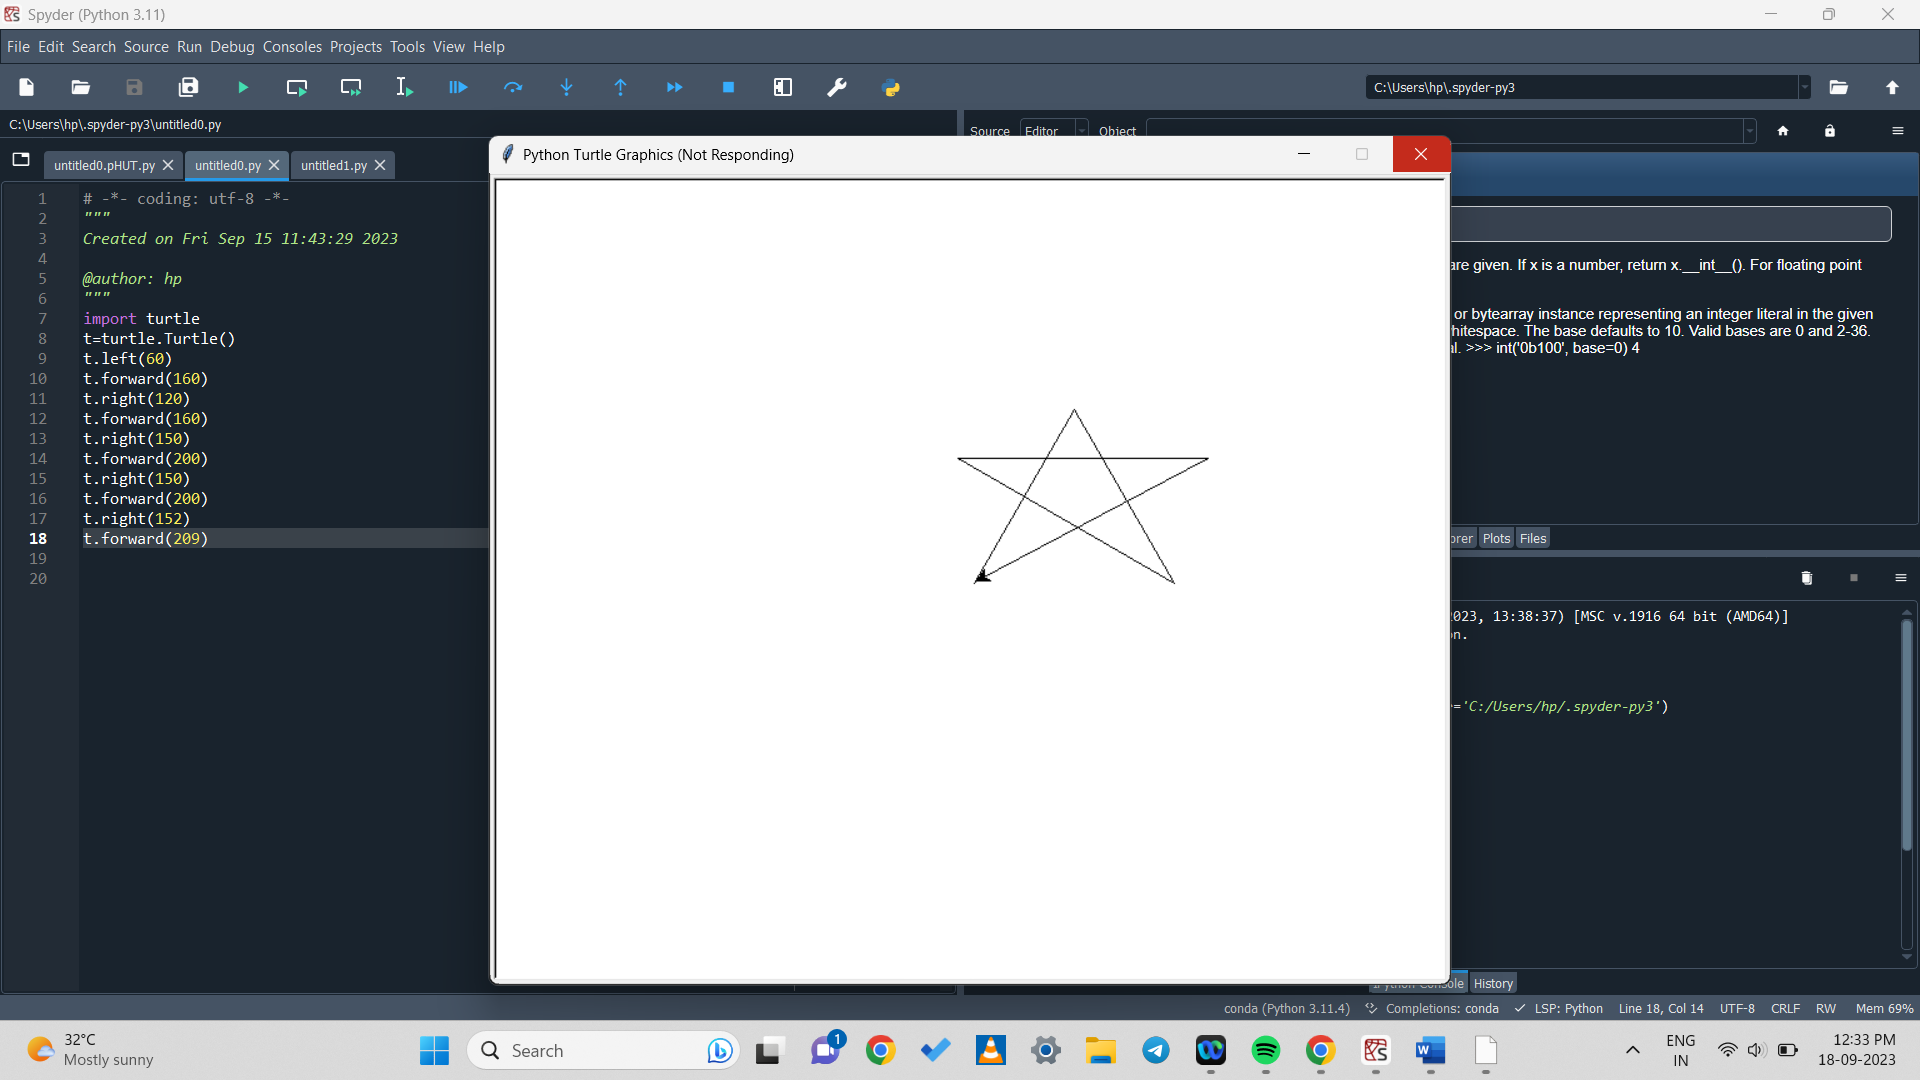 Spyder (Python 3.11)
File Edit Search Source Run Debug Consoles Projects Tools View Help
C:\Users\hp\.spyder-py3
C:\Users\hp\.spyder-py3\untitled0.py
Source Editor Object
untitled0.pHUT.py untitled0.py untitled1.py
Python Turtle Graphics (Not Responding)
1 # -*- coding: utf-8 -*-
2 """
3 Created on Fri Sep 15 11:43:29 2023
4
5 @author: hp
6 """
7 import turtle
8 t=turtle.Turtle()
9 t.left(60)
10 t.forward(160)
11 t.right(120)
12 t.forward(160)
13 t.right(150)
14 t.forward(200)
15 t.right(150)
16 t.forward(200)
17 t.right(152)
18 t.forward(209)
19
20
are given. If x is a number, return x.__int__(). For floating point
or bytearray instance representing an integer literal in the given
hitespace. The base defaults to 10. Valid bases are 0 and 2-36.
l. >>> int('0b100', base=0) 4
orer Plots Files
023, 13:38:37) [MSC v.1916 64 bit (AMD64)]
n.
='C:/Users/hp/.spyder-py3')
IPython Console History
conda (Python 3.11.4) Completions: conda LSP: Python Line 18, Col 14 UTF-8 CRLF RW Mem 69%
32°C
Mostly sunny
Search
1
ENG
IN
12:33 PM
18-09-2023